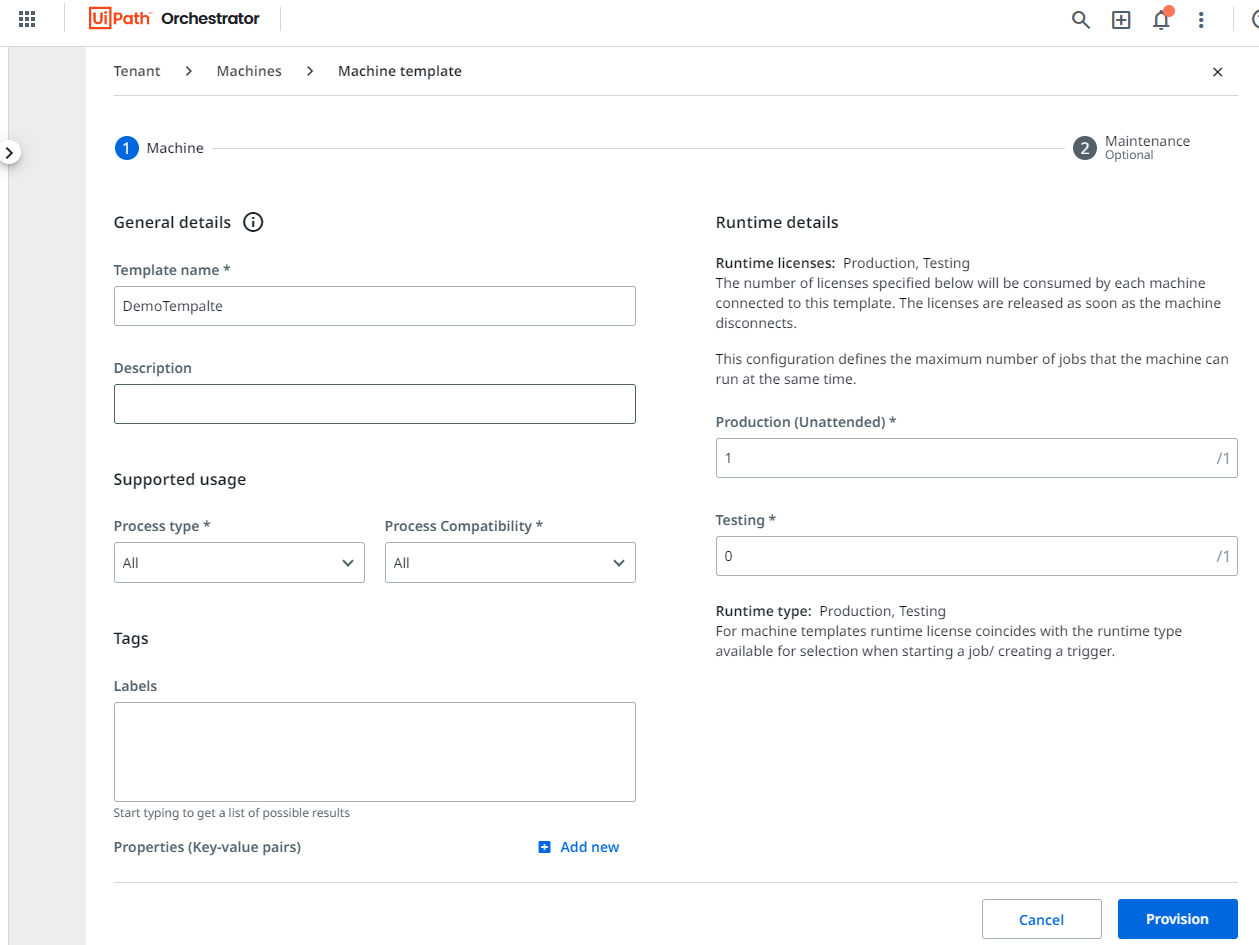 UiPath Orchestrator
Tenant > Machines > Machine template
1 Machine
2 Maintenance
Optional
General details
Template name *
DemoTempalte
Description
Supported usage
Process type * Process Compatibility *
All All
Tags
Labels
Start typing to get a list of possible results
Properties (Key-value pairs) Add new
Runtime details
Runtime licenses: Production, Testing
The number of licenses specified below will be consumed by each machine
connected to this template. The licenses are released as soon as the machine
disconnects.
This configuration defines the maximum number of jobs that the machine can
run at the same time.
Production (Unattended) *
1 /1
Testing *
0 /1
Runtime type: Production, Testing
For machine templates runtime license coincides with the runtime type
available for selection when starting a job/ creating a trigger.
Cancel Provision